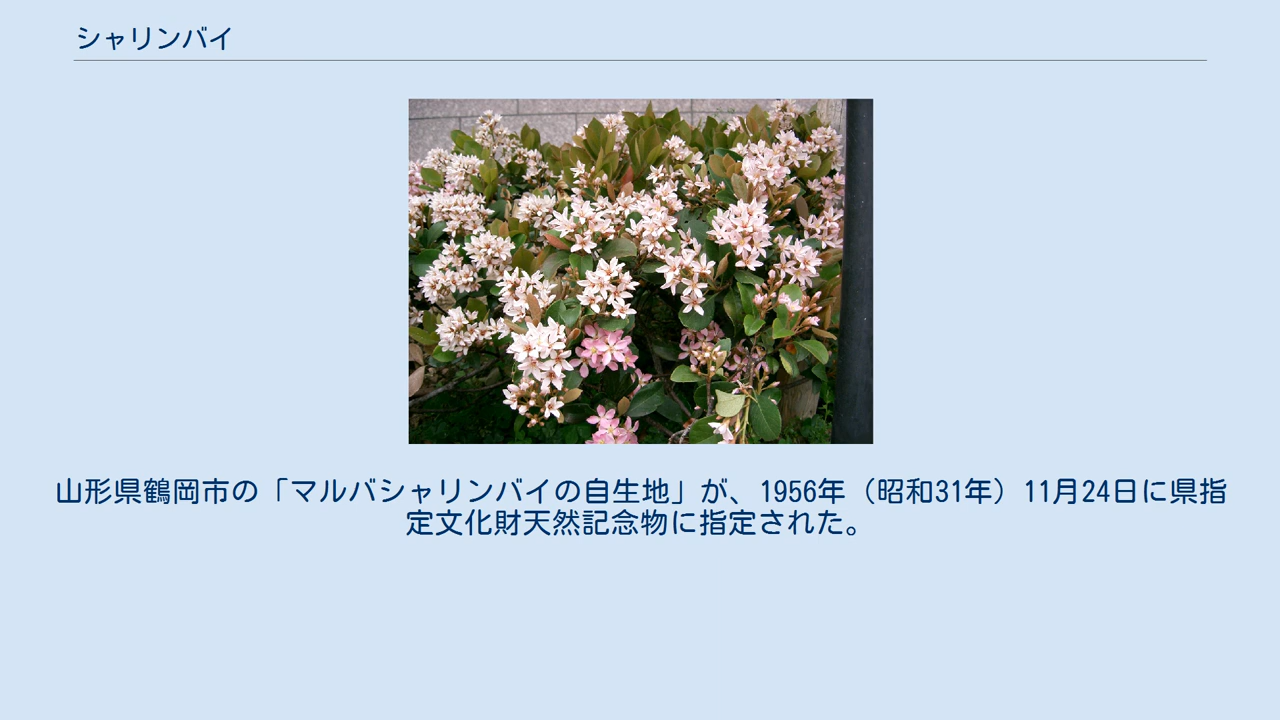 シャリンバイ
山形県鶴岡市の「マルバシャリンバイの自生地」が、1956年（昭和31年）11月24日に県指
定文化財天然記念物に指定された。